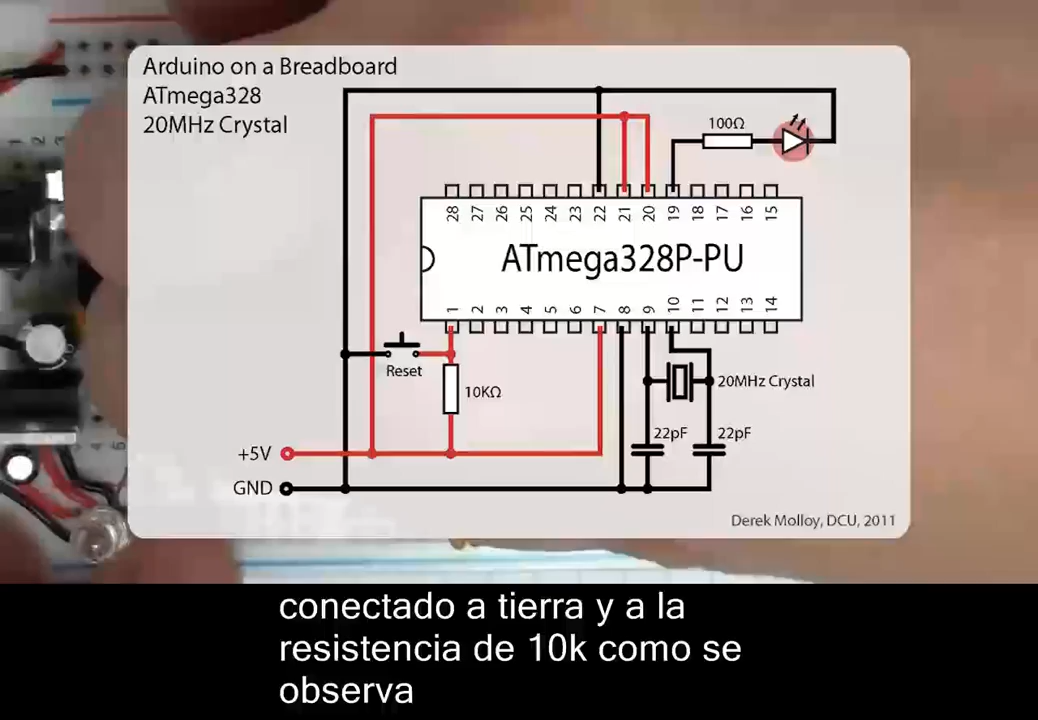 Arduino on a Breadboard
ATmega328
20MHz Crystal
100Ω
28 27 26 25 24 23 22 21 20 19 18 17 16 15
ATmega328P-PU
1 2 3 4 5 6 7 8 9 10 11 12 13 14
Reset
10KΩ
20MHz Crystal
22pF 22pF
+5V
GND
Derek Molloy, DCU, 2011
conectado a tierra y a la
resistencia de 10k como se
observa